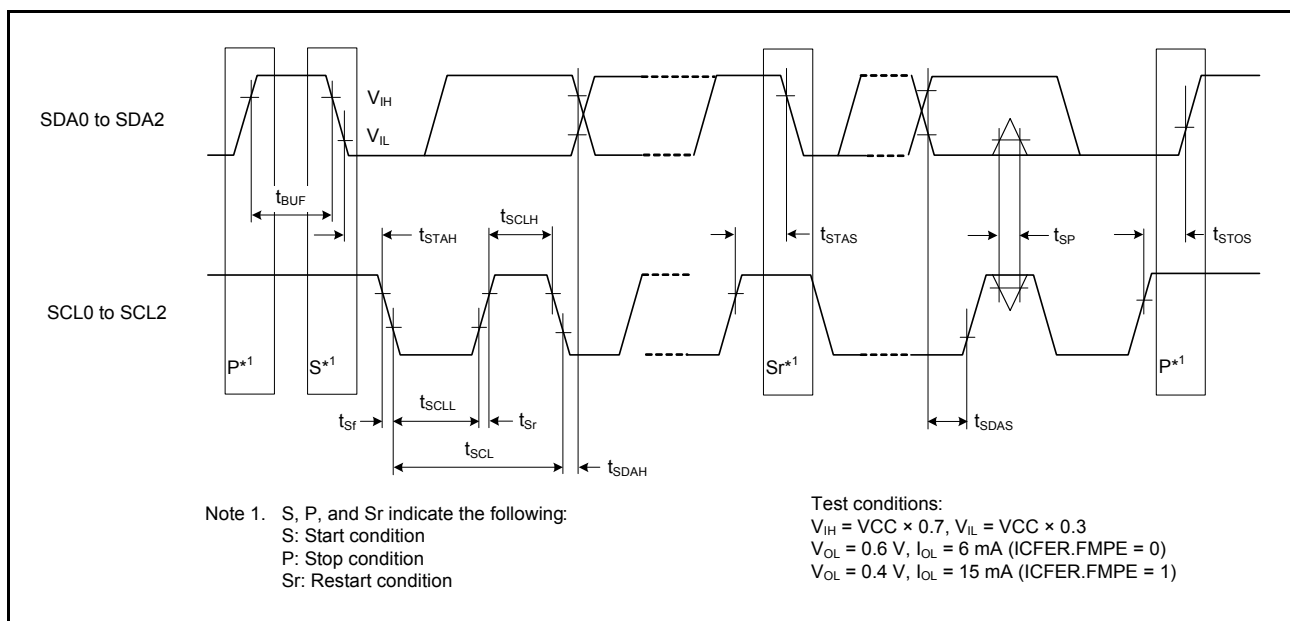 SDA0 to SDA2
VIH
VIL
tBUF
tSTAH
tSCLH
tSTAS
tSP
tSTOS
SCL0 to SCL2
P*1
S*1
Sr*1
P*1
tSf
tSCLL
tSr
tSCL
tSDAH
tSDAS
Note 1. S, P, and Sr indicate the following:
S: Start condition
P: Stop condition
Sr: Restart condition
Test conditions:
VIH = VCC × 0.7, VIL = VCC × 0.3
VOL = 0.6 V, IOL = 6 mA (ICFER.FMPE = 0)
VOL = 0.4 V, IOL = 15 mA (ICFER.FMPE = 1)